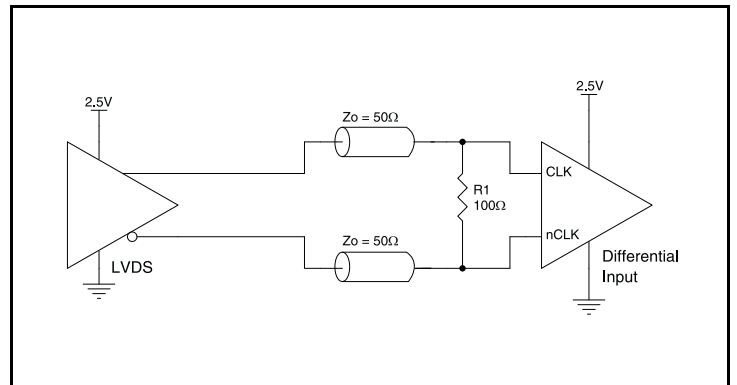 2.5V
2.5V
Zo = 50Ω
CLK
R1
100Ω
nCLK
Zo = 50Ω
LVDS
Differential
Input